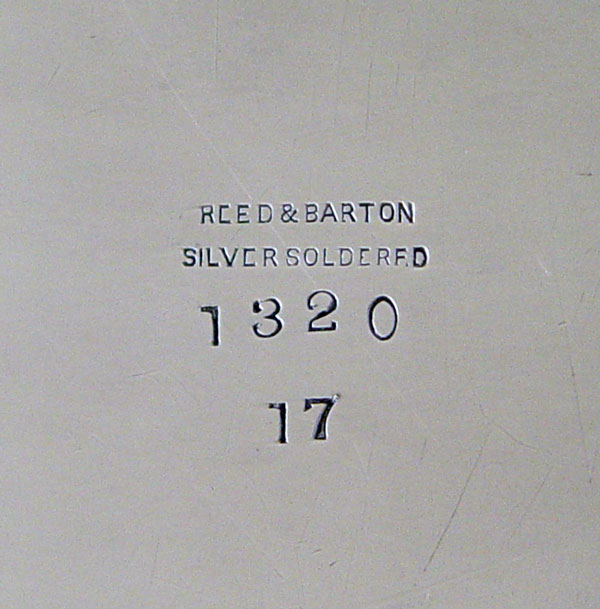 REED & BARTON
SILVER SOLDERED
1320
17